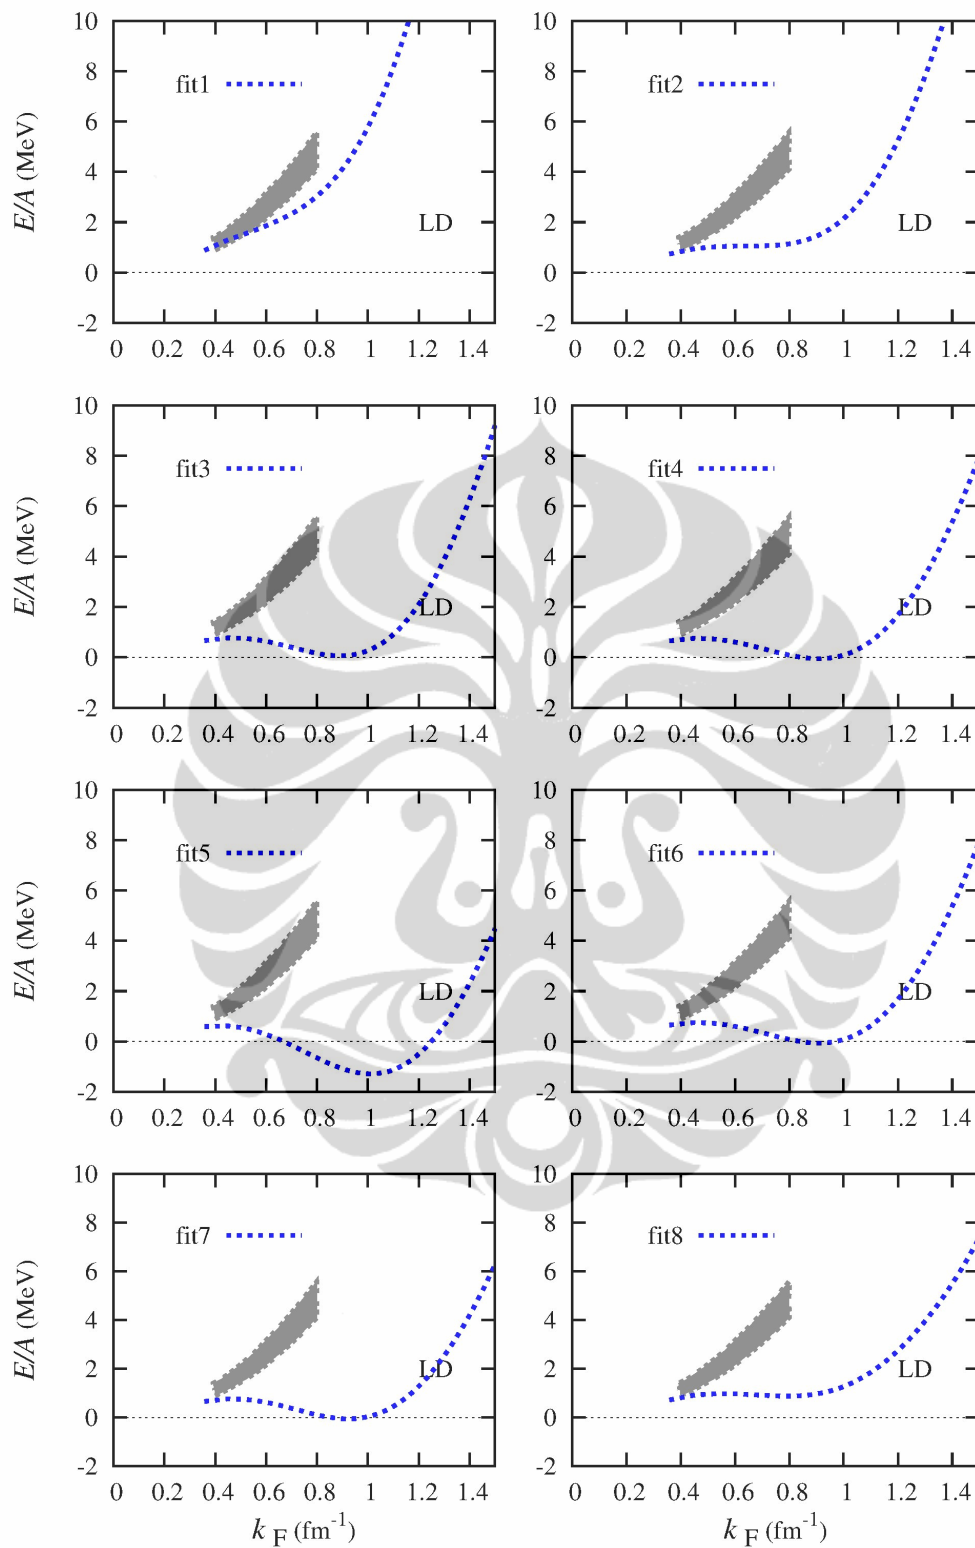 10 10
8 fit1 8 fit2
6 6
E/A (MeV)
4 4
2 LD 2 LD
0 0
-2 -2
0 0.2 0.4 0.6 0.8 1 1.2 1.4 0 0.2 0.4 0.6 0.8 1 1.2 1.4
10 10
8 fit3 8 fit4
6 6
E/A (MeV)
4 4
2 LD 2 LD
0 0
-2 -2
0 0.2 0.4 0.6 0.8 1 1.2 1.4 0 0.2 0.4 0.6 0.8 1 1.2 1.4
10 10
8 fit5 8 fit6
6 6
E/A (MeV)
4 4
2 LD 2 LD
0 0
-2 -2
0 0.2 0.4 0.6 0.8 1 1.2 1.4 0 0.2 0.4 0.6 0.8 1 1.2 1.4
10 10
8 fit7 8 fit8
6 6
E/A (MeV)
4 4
2 LD 2 LD
0 0
-2 -2
0 0.2 0.4 0.6 0.8 1 1.2 1.4 0 0.2 0.4 0.6 0.8 1 1.2 1.4
k F (fm⁻¹) k F (fm⁻¹)